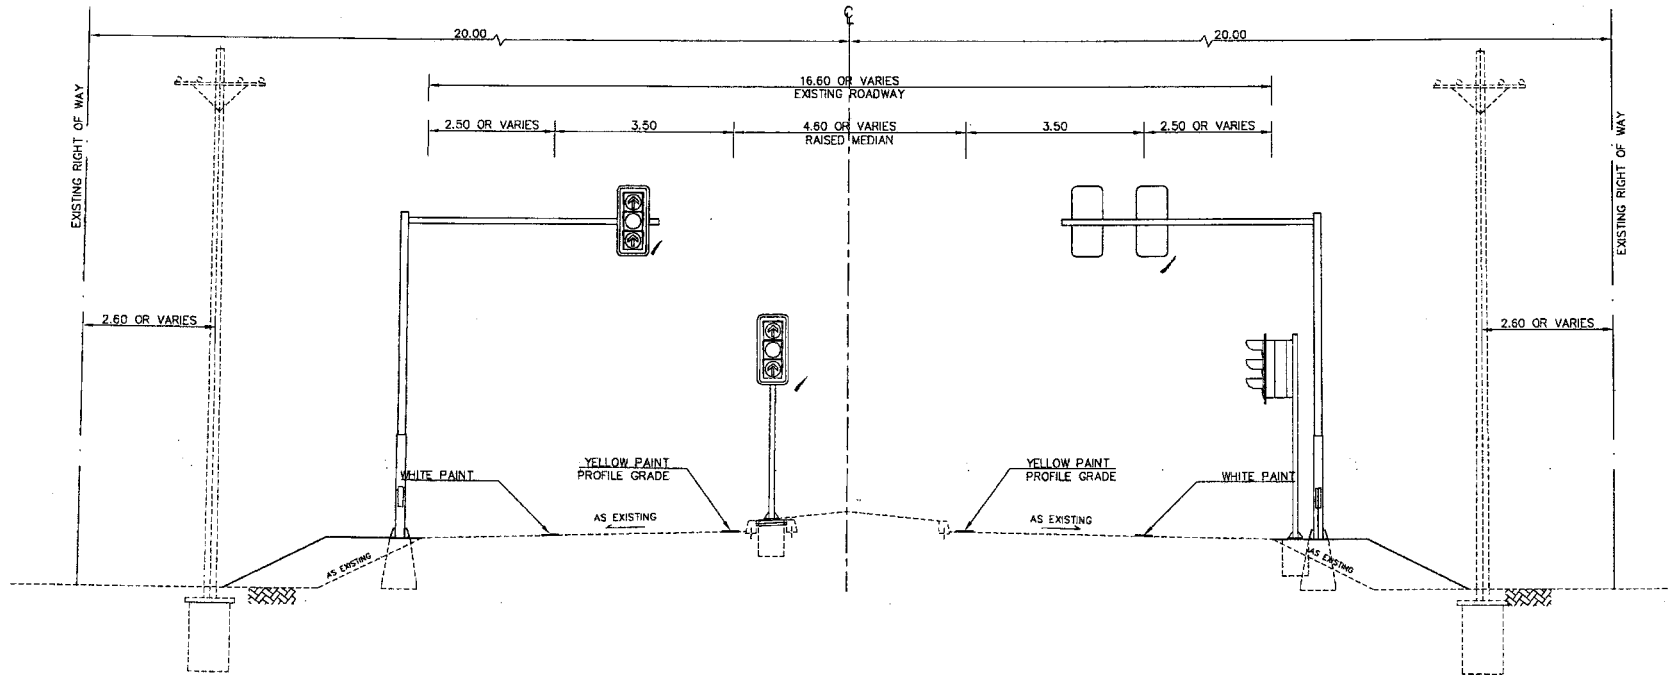 ℄
20.00
20.00
16.60 OR VARIES
EXISTING ROADWAY
2.50 OR VARIES
3.50
4.60 OR VARIES
RAISED MEDIAN
3.50
2.50 OR VARIES
EXISTING RIGHT OF WAY
EXISTING RIGHT OF WAY
2.60 OR VARIES
2.60 OR VARIES
WHITE PAINT
YELLOW PAINT
PROFILE GRADE
YELLOW PAINT
PROFILE GRADE
WHITE PAINT
AS EXISTING
AS EXISTING
AS EXISTING
AS EXISTING